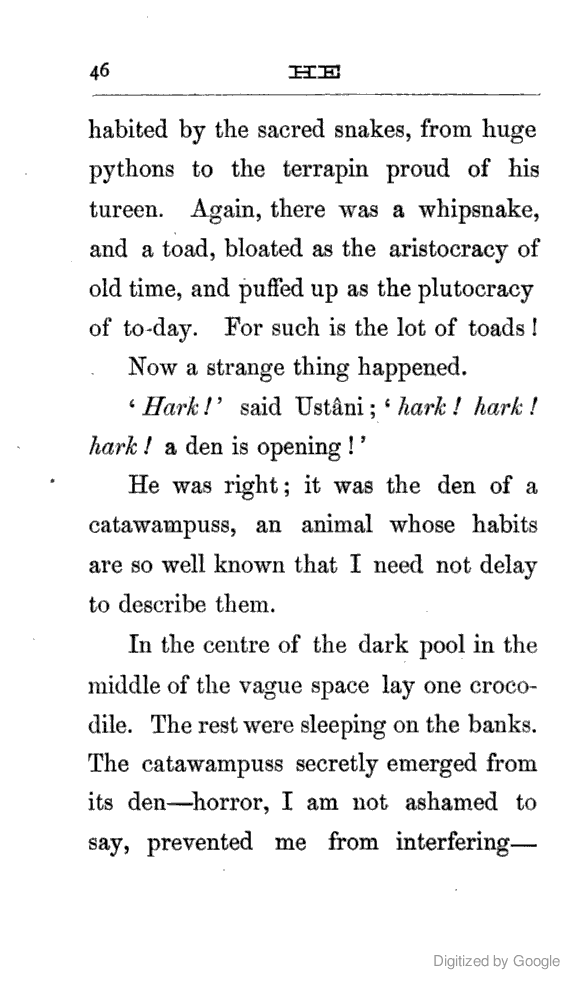 46
HE
habited by the sacred snakes, from huge
pythons to the terrapin proud of his
tureen. Again, there was a whipsnake,
and a toad, bloated as the aristocracy of
old time, and puffed up as the plutocracy
of to-day. For such is the lot of toads!
Now a strange thing happened.
‘Hark!’ said Ustâni; ‘hark! hark!
hark! a den is opening!’
He was right; it was the den of a
catawampuss, an animal whose habits
are so well known that I need not delay
to describe them.
In the centre of the dark pool in the
middle of the vague space lay one croco-
dile. The rest were sleeping on the banks.
The catawampuss secretly emerged from
its den—horror, I am not ashamed to
say, prevented me from interfering—
Digitized by Google